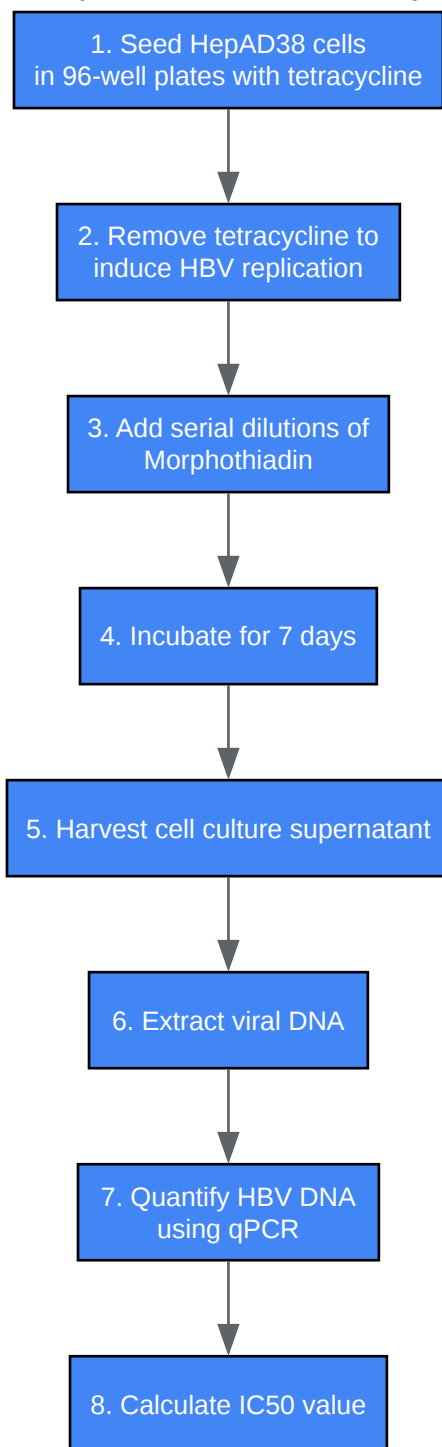 1. Seed HepAD38 cells
in 96-well plates with tetracycline
2. Remove tetracycline to
induce HBV replication
3. Add serial dilutions of
Morphothiadin
4. Incubate for 7 days
5. Harvest cell culture supernatant
6. Extract viral DNA
7. Quantify HBV DNA
using qPCR
8. Calculate IC50 value